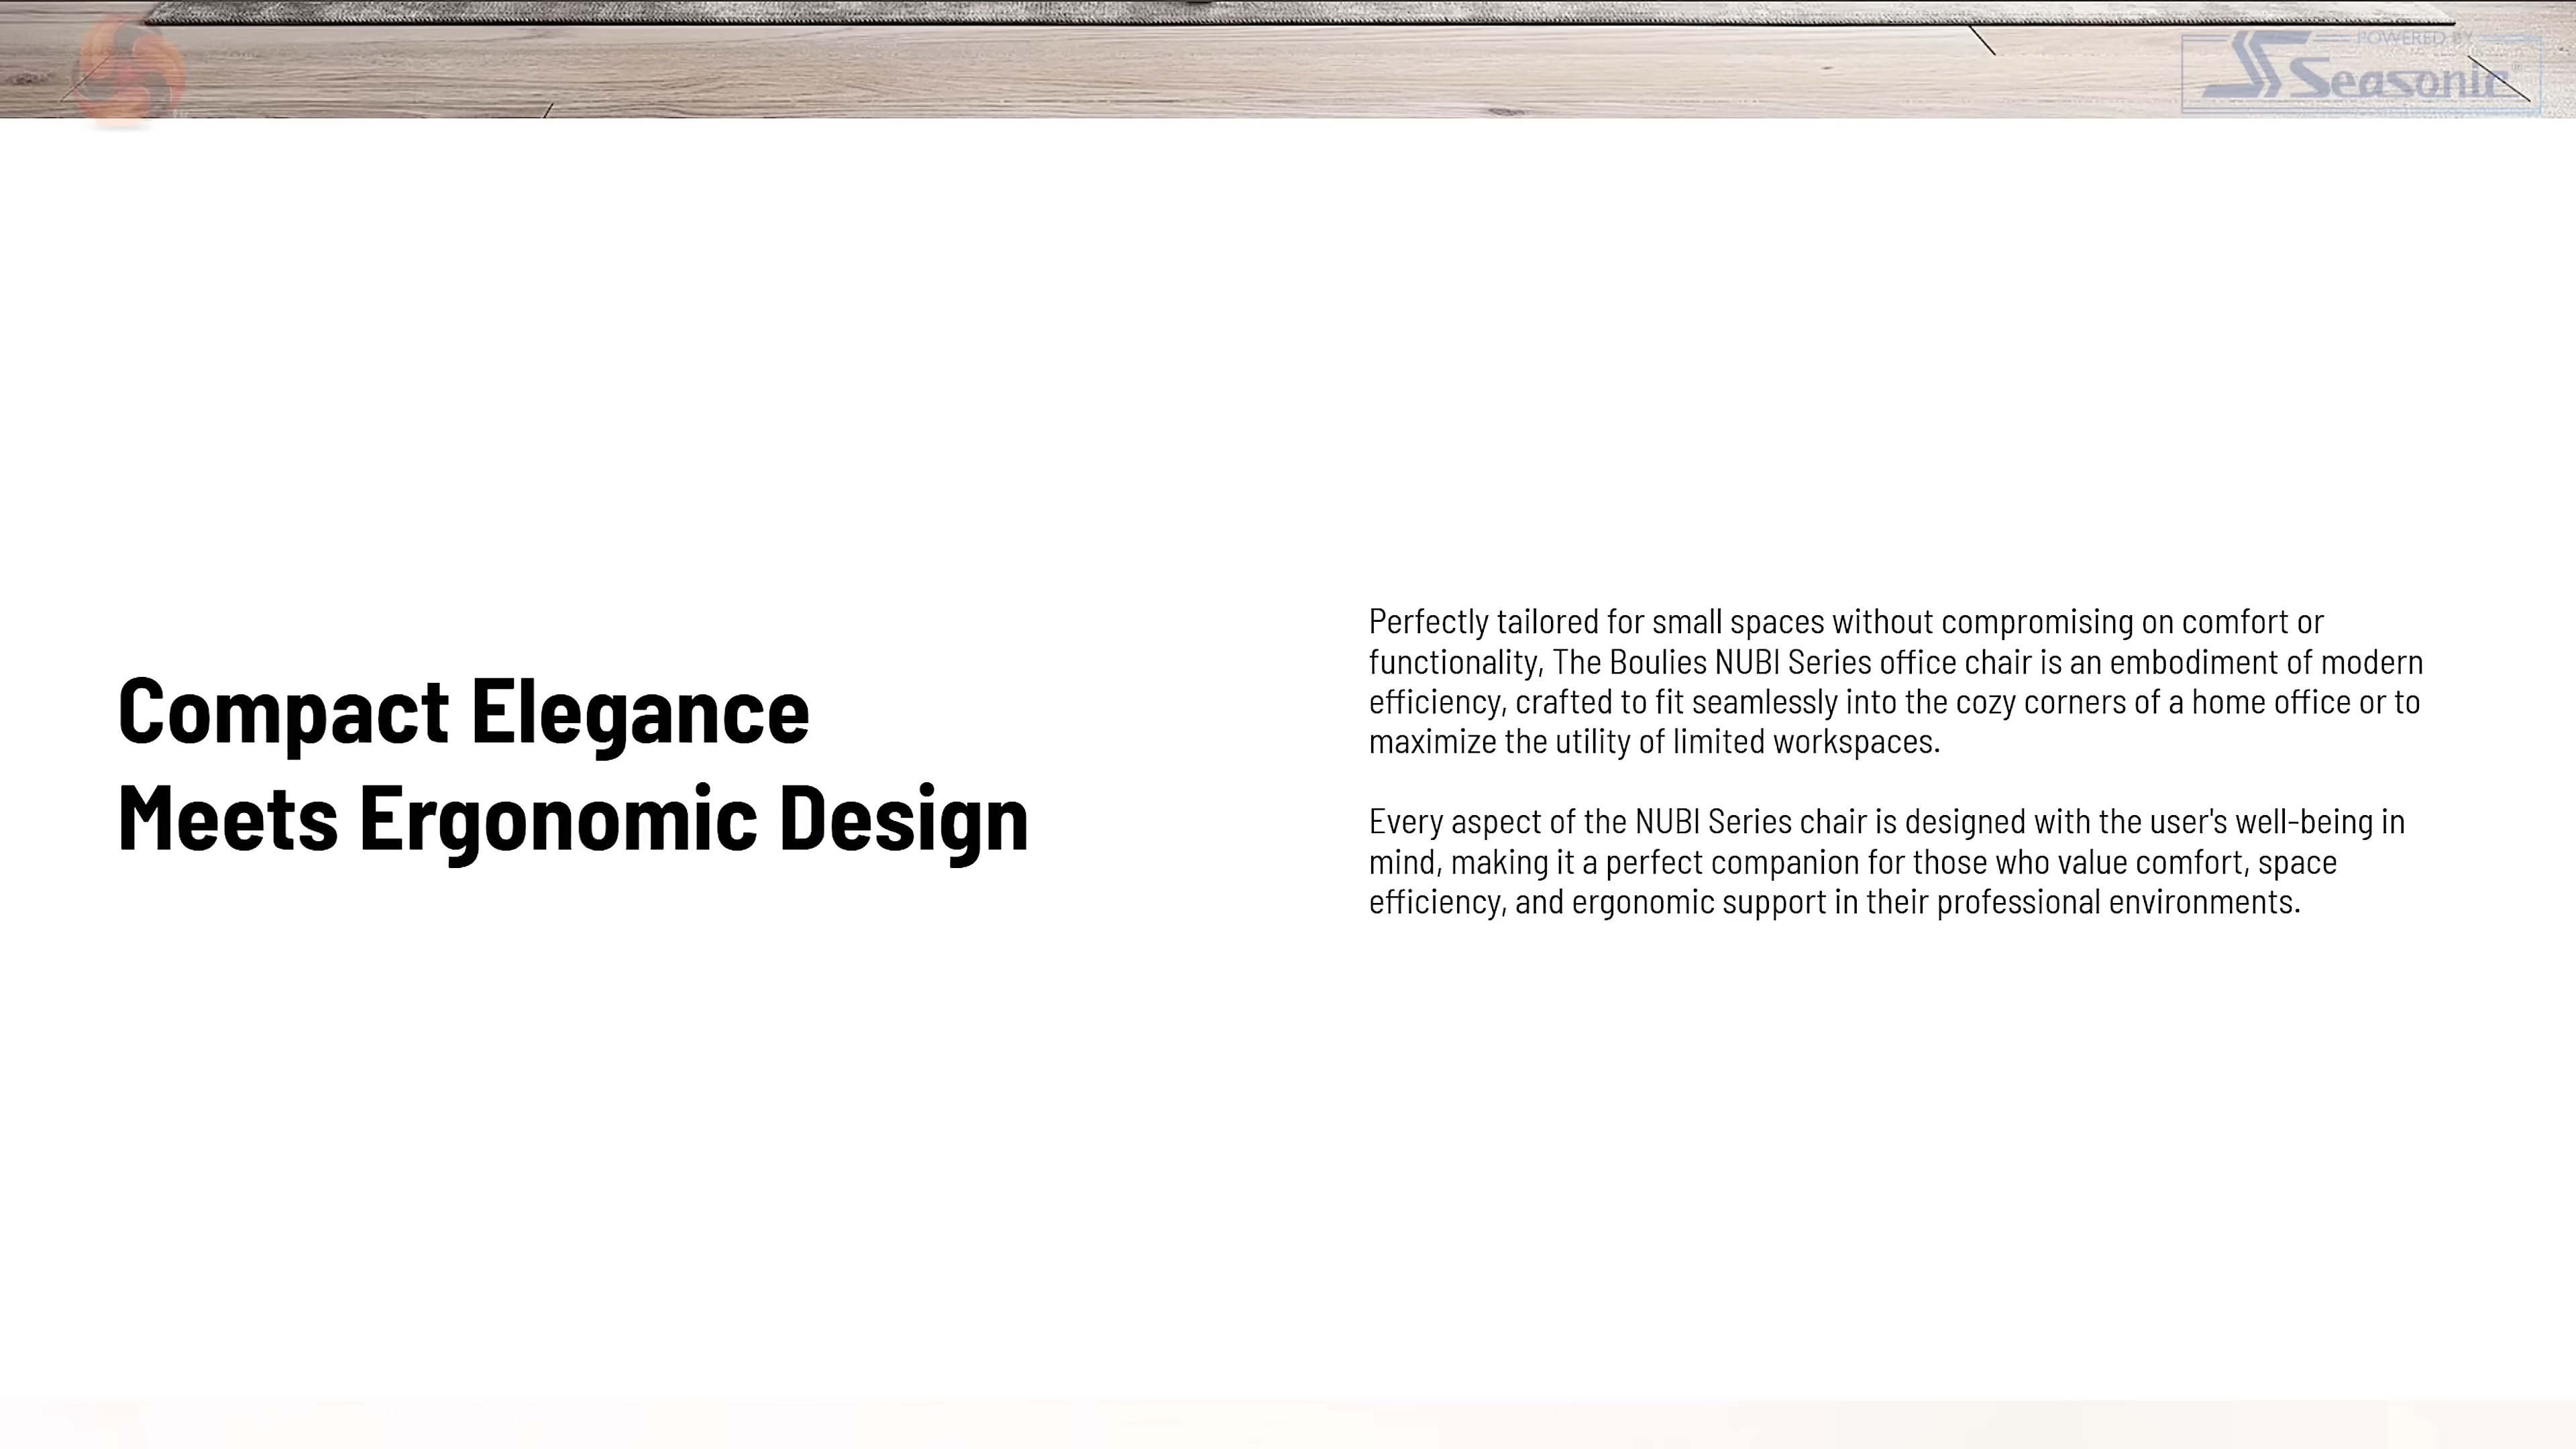 POWERED BY
Seasonic
Compact Elegance
Meets Ergonomic Design
Perfectly tailored for small spaces without compromising on comfort or
functionality, The Boulies NUBI Series office chair is an embodiment of modern
efficiency, crafted to fit seamlessly into the cozy corners of a home office or to
maximize the utility of limited workspaces.
Every aspect of the NUBI Series chair is designed with the user's well-being in
mind, making it a perfect companion for those who value comfort, space
efficiency, and ergonomic support in their professional environments.